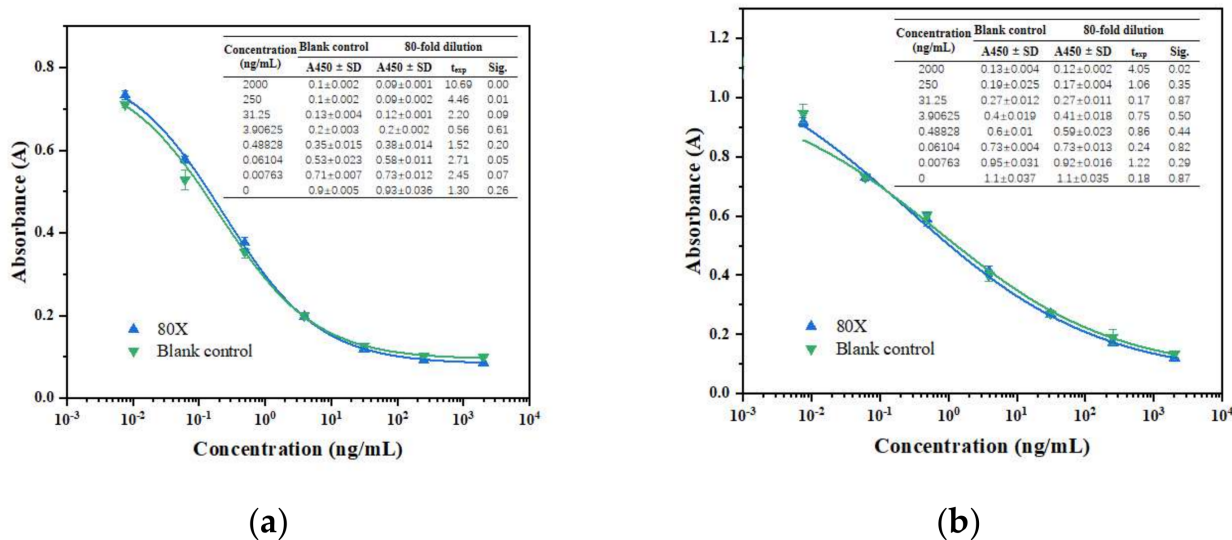 Concentration (ng/mL) Blank control 80-fold dilution
A450 ± SD A450 ± SD t_exp Sig.
2000 0.1±0.002 0.09±0.001 10.69 0.00
250 0.1±0.002 0.09±0.002 4.46 0.01
31.25 0.13±0.004 0.12±0.001 2.20 0.09
3.90625 0.2±0.003 0.2±0.002 0.56 0.61
0.48828 0.35±0.015 0.38±0.014 1.52 0.20
0.06104 0.53±0.023 0.58±0.011 2.71 0.05
0.00763 0.71±0.007 0.73±0.012 2.45 0.07
0 0.9±0.005 0.93±0.036 1.30 0.26
Absorbance (A)
0.8
0.6
0.4
0.2
0.0
80X
Blank control
10⁻³ 10⁻² 10⁻¹ 10⁰ 10¹ 10² 10³ 10⁴
Concentration (ng/mL)
(a)
Concentration (ng/mL) Blank control 80-fold dilution
A450 ± SD A450 ± SD t_exp Sig.
2000 0.13±0.004 0.12±0.002 4.05 0.02
250 0.19±0.025 0.17±0.004 1.06 0.35
31.25 0.27±0.012 0.27±0.011 0.17 0.87
3.90625 0.4±0.019 0.41±0.018 0.75 0.50
0.48828 0.6±0.01 0.59±0.023 0.86 0.44
0.06104 0.73±0.004 0.73±0.013 0.24 0.82
0.00763 0.95±0.031 0.92±0.016 1.22 0.29
0 1.1±0.037 1.1±0.035 0.18 0.87
Absorbance (A)
1.2
1.0
0.8
0.6
0.4
0.2
0.0
80X
Blank control
10⁻³ 10⁻² 10⁻¹ 10⁰ 10¹ 10² 10³ 10⁴
Concentration (ng/mL)
(b)